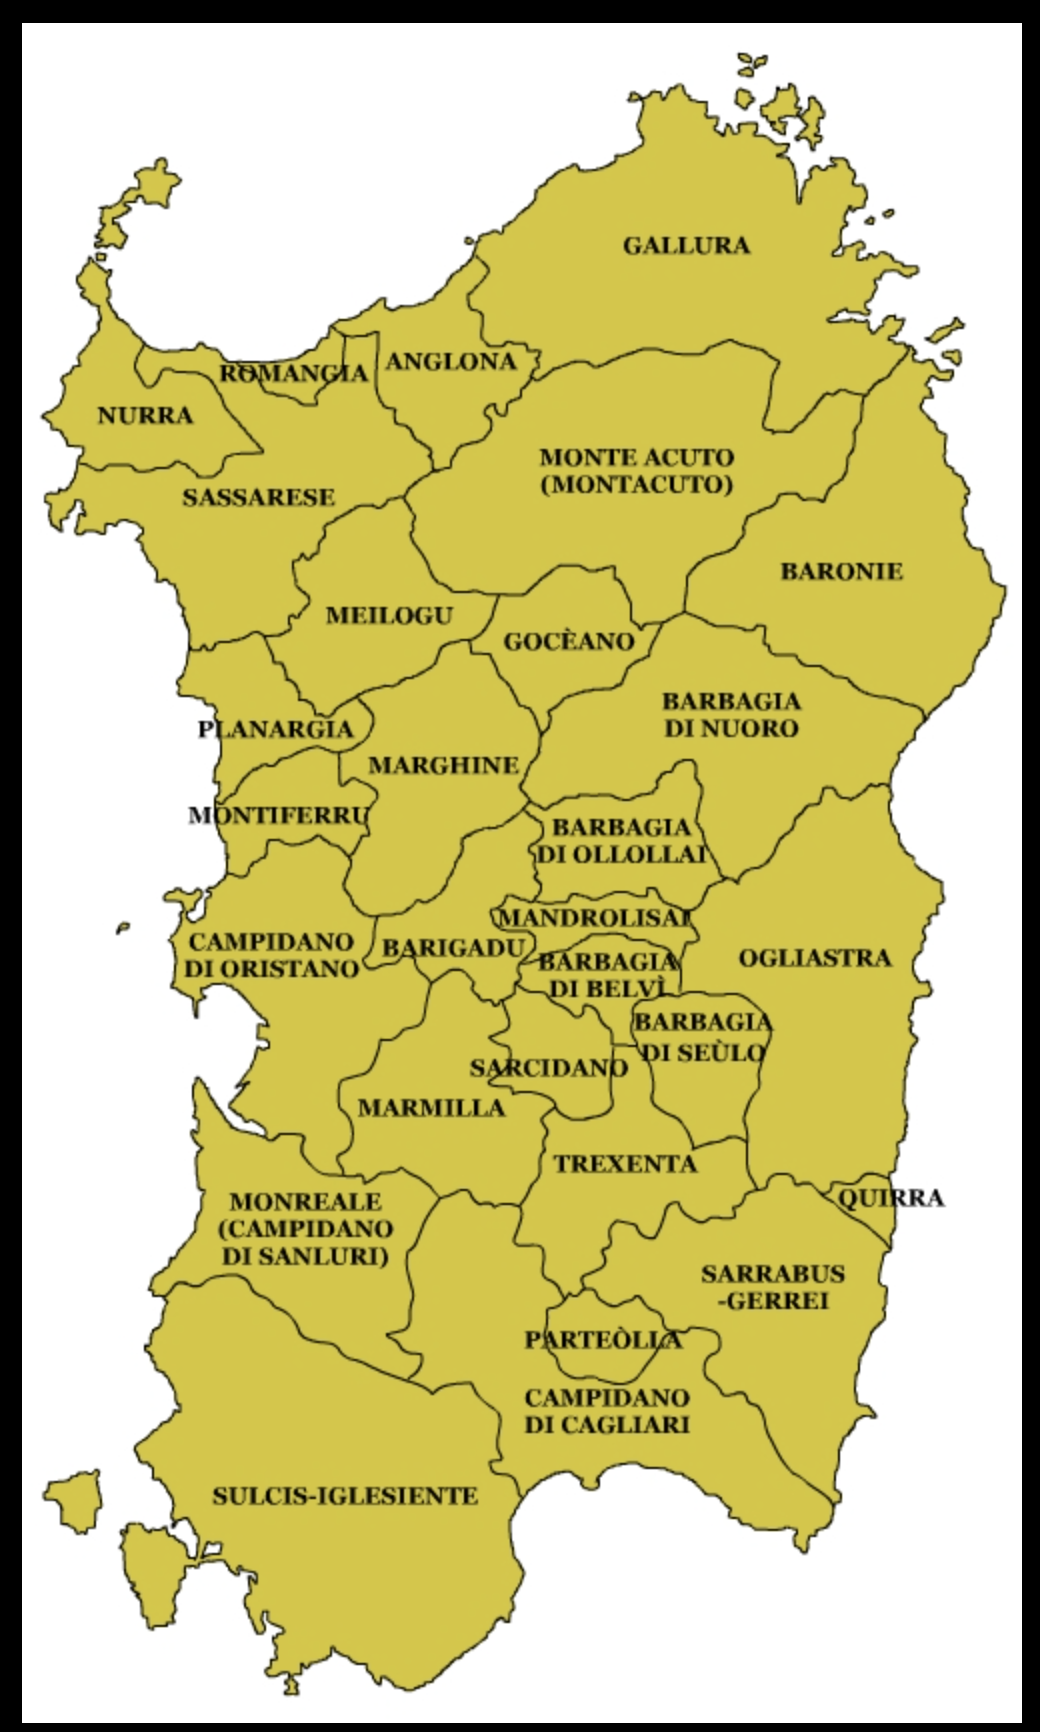 GALLURA
ROMANGIA
ANGLONA
NURRA
MONTE ACUTO
(MONTACUTO)
SASSARESE
BARONIE
MEILOGU
GOCÈANO
BARBAGIA
DI NUORO
PLANARGIA
MARGHINE
MONTIFERRU
BARBAGIA
DI OLLOLLAI
MANDROLISAI
CAMPIDANO
DI ORISTANO
BARIGADU
BARBAGIA
DI BELVÌ
OGLIASTRA
BARBAGIA
DI SEÙLO
SARCIDANO
MARMILLA
TREXENTA
MONREALE
(CAMPIDANO
DI SANLURI)
QUIRRA
SARRABUS
-GERREI
PARTEÒLLA
CAMPIDANO
DI CAGLIARI
SULCIS-IGLESIENTE